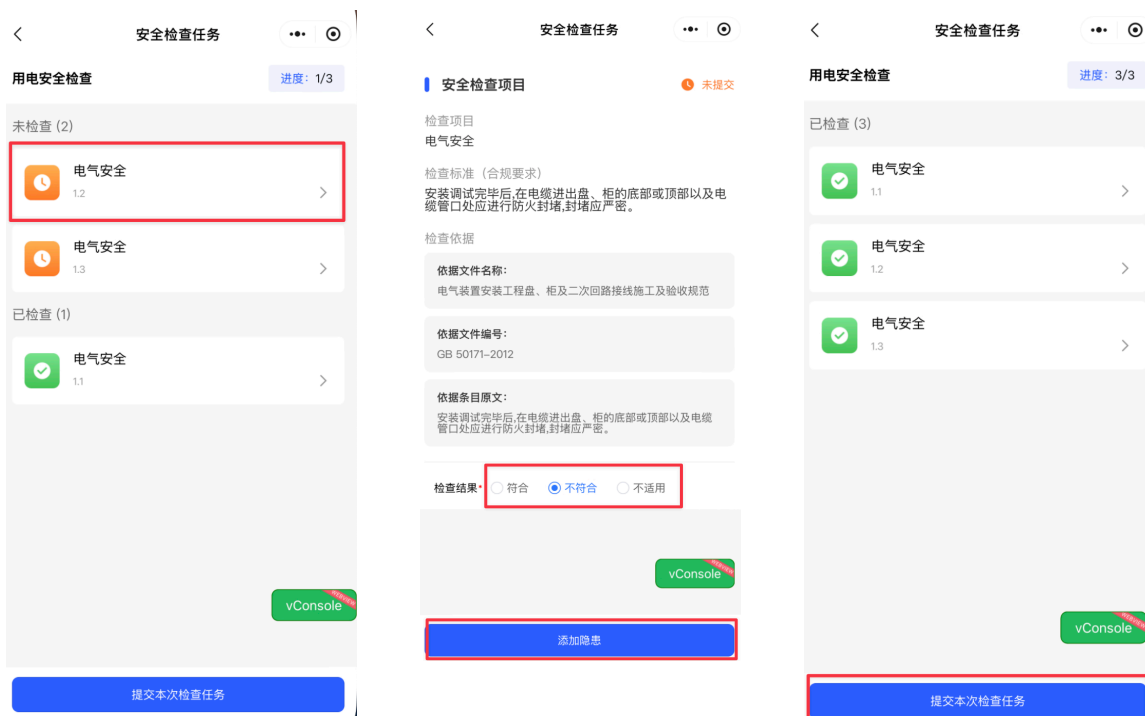 安全检查任务
用电安全检查
进度：1/3
未检查 (2)
电气安全
1.2
电气安全
1.3
已检查 (1)
电气安全
1.1
vConsole
提交本次检查任务
安全检查任务
安全检查项目
未提交
检查项目
电气安全
检查标准（合规要求）
安装调试完毕后,在电缆进出盘、柜的底部或顶部以及电
缆管口处应进行防火封堵,封堵应严密。
检查依据
依据文件名称：
电气装置安装工程盘、柜及二次回路接线施工及验收规范
依据文件编号：
GB 50171–2012
依据条目原文：
安装调试完毕后,在电缆进出盘、柜的底部或顶部以及电缆
管口处应进行防火封堵,封堵应严密。
检查结果* 符合 不符合 不适用
vConsole
添加隐患
安全检查任务
用电安全检查
进度：3/3
已检查 (3)
电气安全
1.1
电气安全
1.2
电气安全
1.3
vConsole
提交本次检查任务